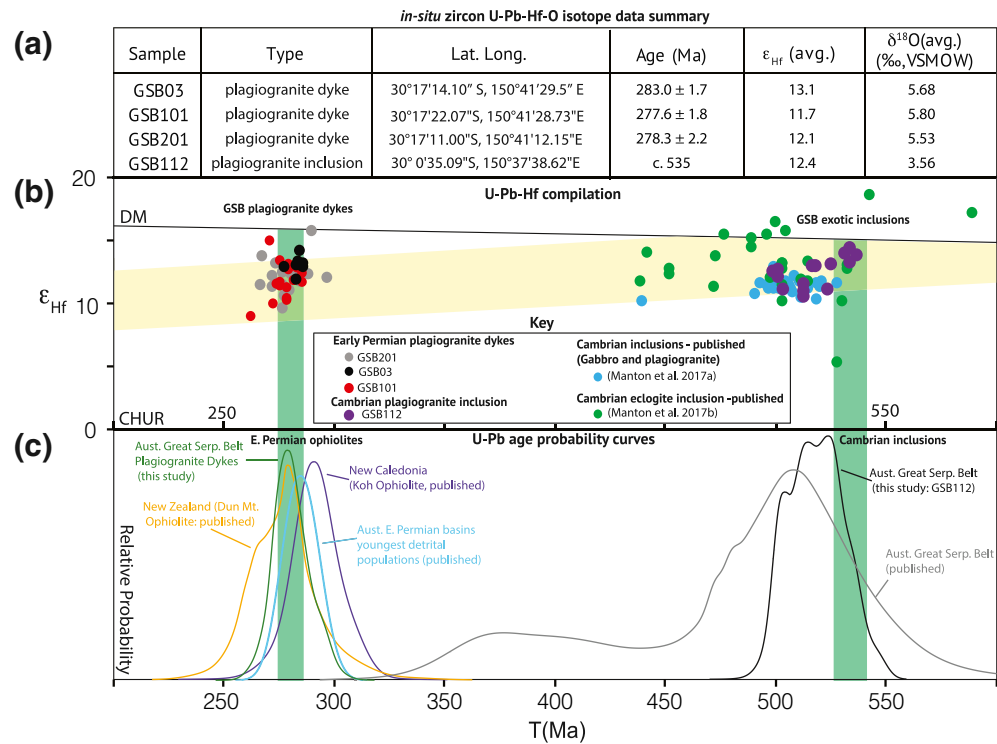 in-situ zircon U-Pb-Hf-O isotope data summary
(a)
Sample Type Lat. Long. Age (Ma) εHf (avg.) δ18O(avg.) (‰,VSMOW)
GSB03 plagiogranite dyke 30°17'14.10" S, 150°41'29.5" E 283.0 ± 1.7 13.1 5.68
GSB101 plagiogranite dyke 30°17'22.07"S, 150°41'28.73"E 277.6 ± 1.8 11.7 5.80
GSB201 plagiogranite dyke 30°17'11.00"S, 150°41'12.15"E 278.3 ± 2.2 12.1 5.53
GSB112 plagiogranite inclusion 30° 0'35.09"S, 150°37'38.62"E c. 535 12.4 3.56
(b)
20
U-Pb-Hf compilation
GSB plagiogranite dykes
DM
GSB exotic inclusions
εHf
10
Key
Early Permian plagiogranite dykes
GSB201
GSB03
GSB101
Cambrian plagiogranite inclusion
GSB112
Cambrian inclusions - published
(Gabbro and plagiogranite)
(Manton et al. 2017a)
Cambrian eclogite inclusion -published
(Manton et al. 2017b)
CHUR
250
550
0
(c)
E. Permian ophiolites
U-Pb age probability curves
Cambrian inclusions
Aust. Great Serp. Belt
Plagiogranite Dykes
(this study)
New Caledonia
(Koh Ophiolite, published)
New Zealand (Dun Mt.
Ophiolite; published)
Aust. E. Permian basins
youngest detrital
populations (published)
Aust. Great Serp. Belt
(this study: GSB112)
Aust. Great Serp. Belt
(published)
Relative Probability
250 300 350 400 450 500 550
T(Ma)